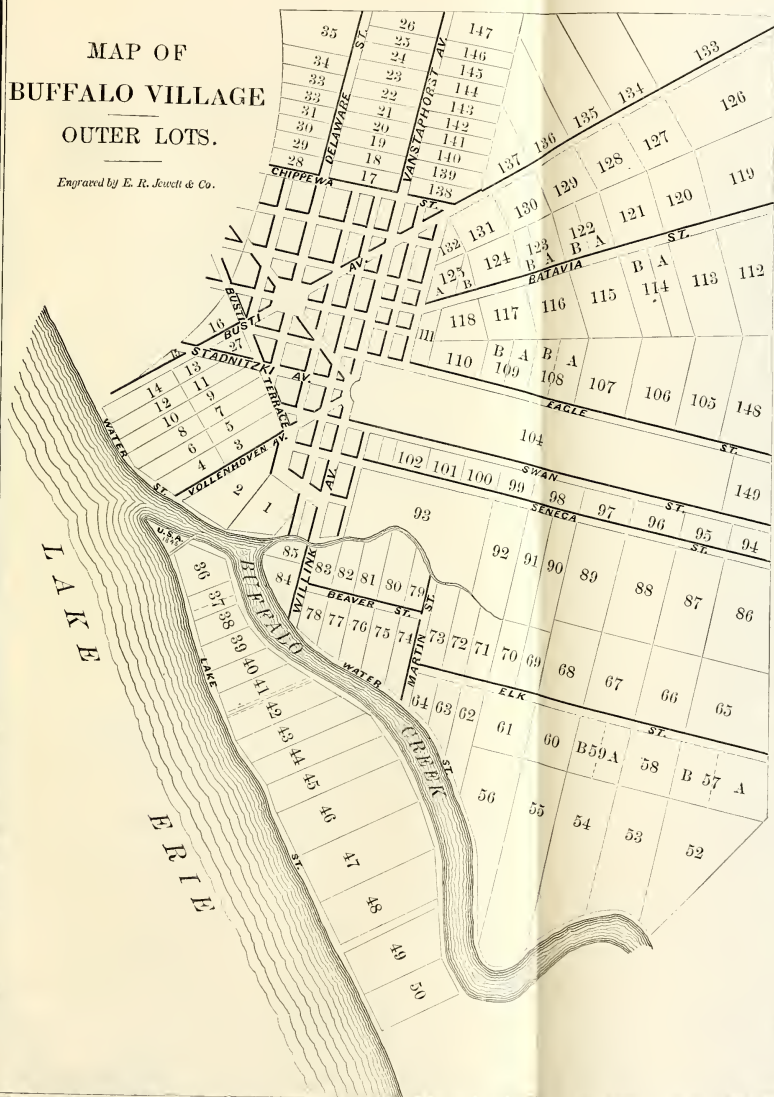 MAP OF
BUFFALO VILLAGE
OUTER LOTS.
Engraved by E. R. Jewett & Co.
35
34
33
33
31
30
29
28
DELAWARE ST.
26
25
24
23
22
21
20
19
18
17
VANSTAPHORST AV.
147
146
145
144
143
142
141
140
139
138
CHIPPEWA ST.
137 136 135 134 133
132 131 130 129 128 127 126
125 124 123 122 121 120 119
A B
B A B A
BATAVIA ST.
118 117 116 115 114 113 112
B A
111
110 109 108 107 106 105 148
B A B A
EAGLE ST.
104
149
SWAN ST.
102 101 100 99 98 97 96 95 94
SENECA ST.
AV.
BUSTI
BUSTI
16
27
STADNITZKI AV.
TERRACE
14 13
12 11
10 9
8 7
6 5
4 3
VOLLENHOVEN AV.
2 1
WATER ST.
93 92 91 90 89 88 87 86
WILLINK AV.
85
84
83 82 81 80 79
BEAVER ST.
78 77 76 75 74
MARTIN ST.
73 72 71 70 69 68 67 66 65
ELK ST.
WATER ST.
64 63 62 61 60 B 59 A 58 B 57 A
56 55 54 53 52
U.S.A.
36
37
38
39
40
41
42
43
44
45
46
47
48
49
50
LAKE ST.
BUFFALO CREEK
LAKE ERIE